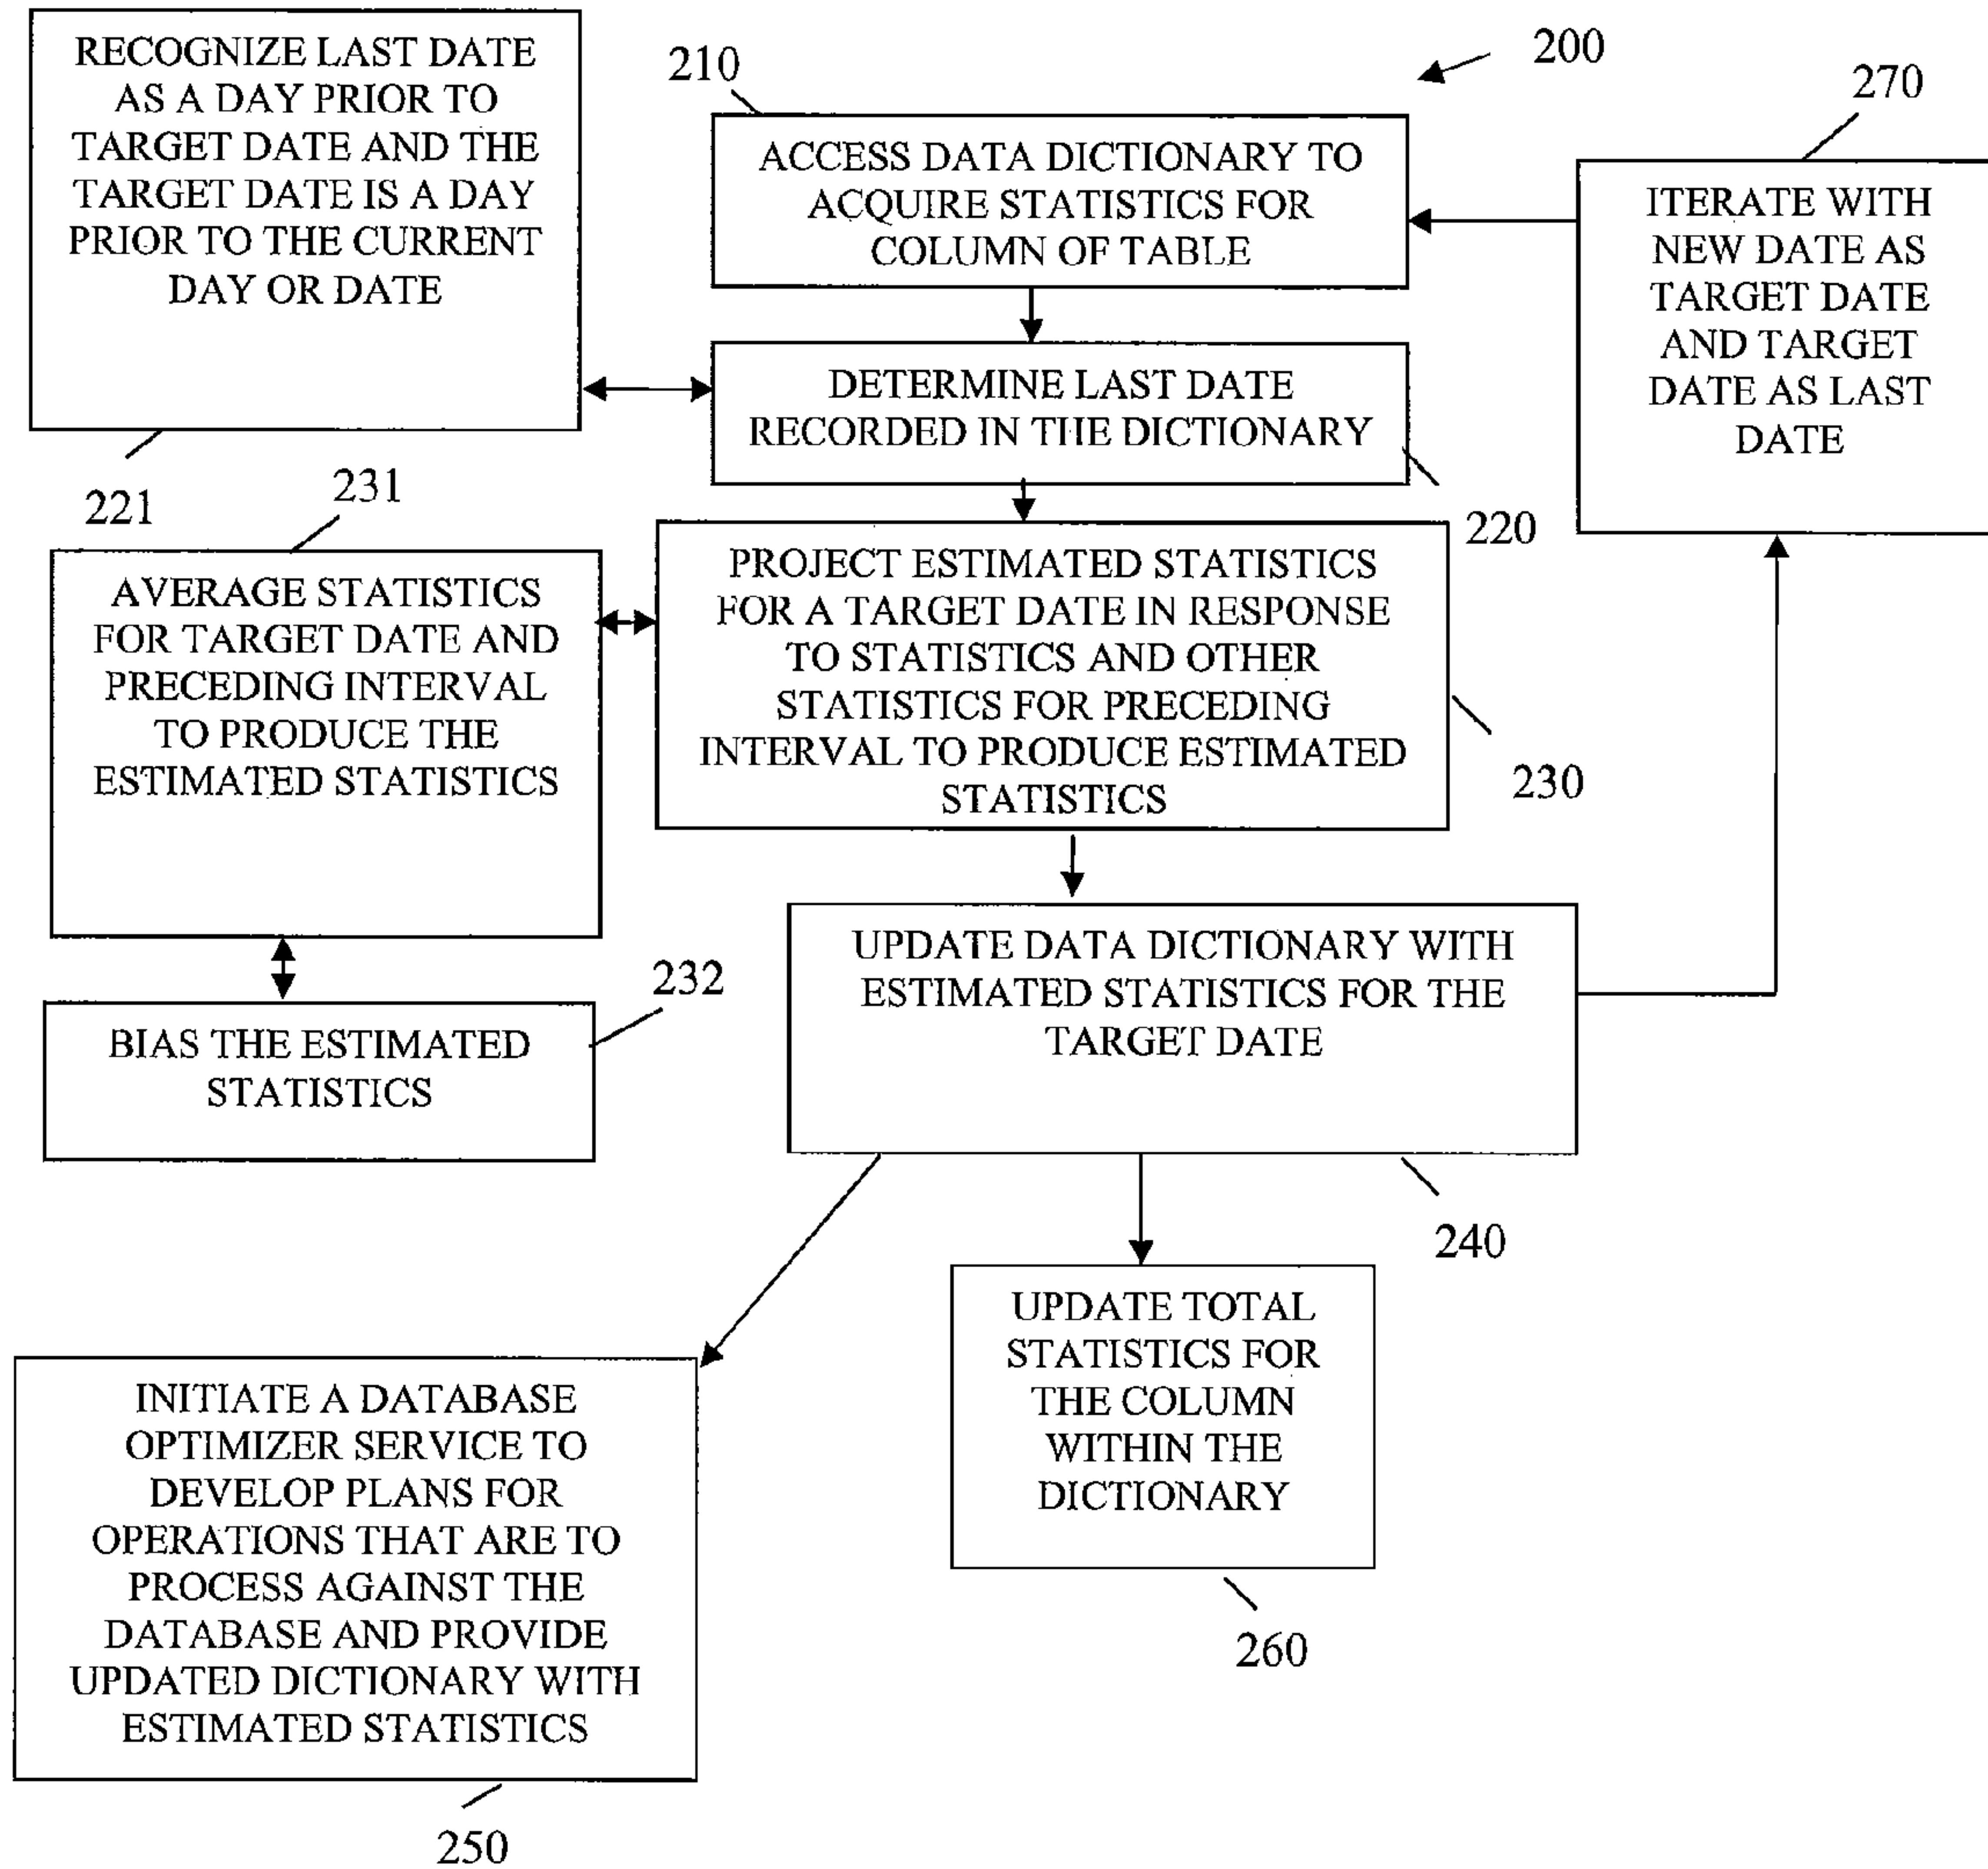 200
210
ACCESS DATA DICTIONARY TO
ACQUIRE STATISTICS FOR
COLUMN OF TABLE
270
ITERATE WITH
NEW DATE AS
TARGET DATE
AND TARGET
DATE AS LAST
DATE
RECOGNIZE LAST DATE
AS A DAY PRIOR TO
TARGET DATE AND THE
TARGET DATE IS A DAY
PRIOR TO THE CURRENT
DAY OR DATE
221
DETERMINE LAST DATE
RECORDED IN THE DICTIONARY
220
231
AVERAGE STATISTICS
FOR TARGET DATE AND
PRECEDING INTERVAL
TO PRODUCE THE
ESTIMATED STATISTICS
PROJECT ESTIMATED STATISTICS
FOR A TARGET DATE IN RESPONSE
TO STATISTICS AND OTHER
STATISTICS FOR PRECEDING
INTERVAL TO PRODUCE ESTIMATED
STATISTICS
230
232
BIAS THE ESTIMATED
STATISTICS
UPDATE DATA DICTIONARY WITH
ESTIMATED STATISTICS FOR THE
TARGET DATE
240
INITIATE A DATABASE
OPTIMIZER SERVICE TO
DEVELOP PLANS FOR
OPERATIONS THAT ARE TO
PROCESS AGAINST THE
DATABASE AND PROVIDE
UPDATED DICTIONARY WITH
ESTIMATED STATISTICS
250
UPDATE TOTAL
STATISTICS FOR
THE COLUMN
WITHIN THE
DICTIONARY
260